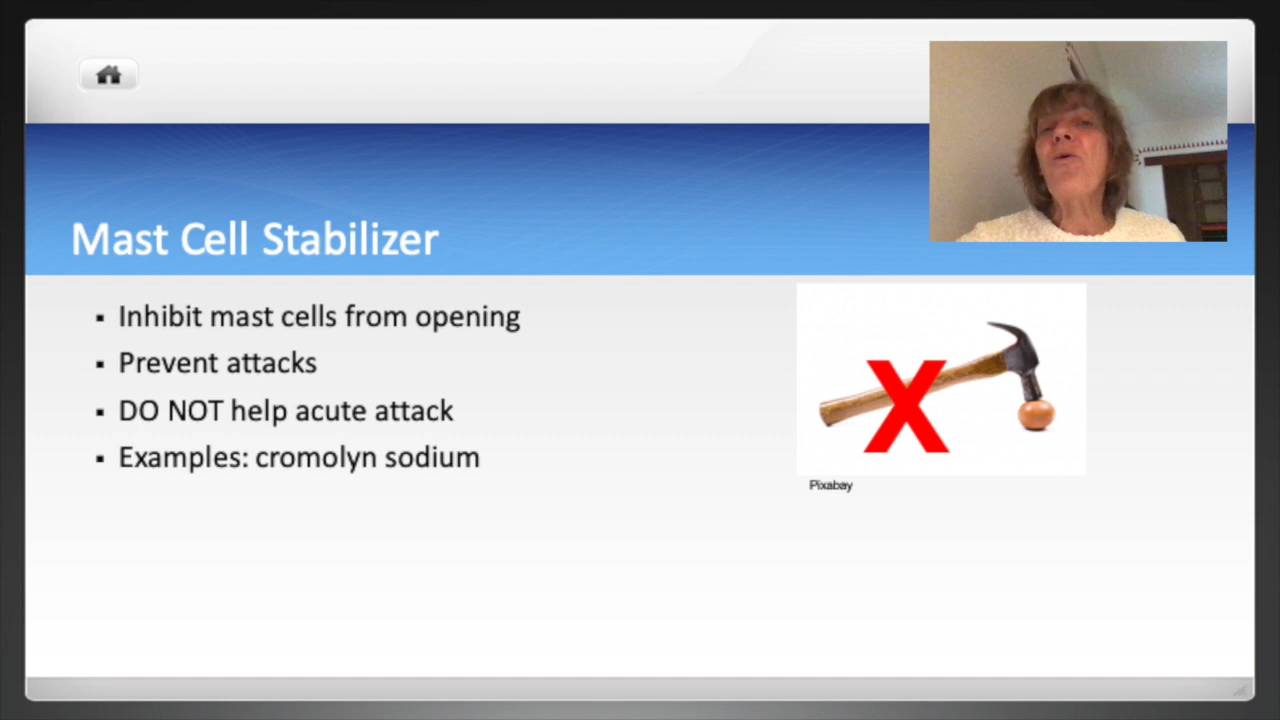 Mast Cell Stabilizer
▪ Inhibit mast cells from opening
▪ Prevent attacks
▪ DO NOT help acute attack
▪ Examples: cromolyn sodium
X
Pixabay